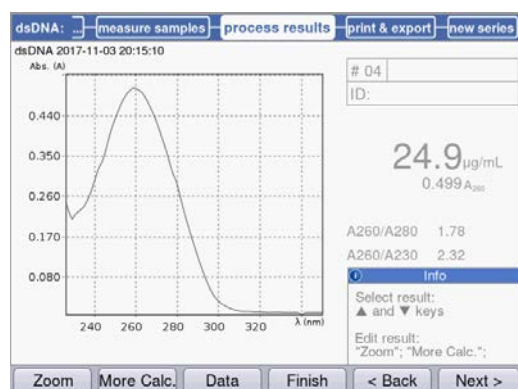 dsDNA: ...
measure samples
process results
print & export
new series
dsDNA 2017-11-03 20:15:10
Abs. (A)
# 04
ID:
0.440
0.350
0.260
0.170
0.080
24.9 µg/mL
0.499 A260
A260/A280 1.78
A260/A230 2.32
Info
Select result:
▲ and ▼ keys
Edit result:
"Zoom"; "More Calc.";
240 260 280 300 320 λ (nm)
Zoom More Calc. Data Finish < Back Next >